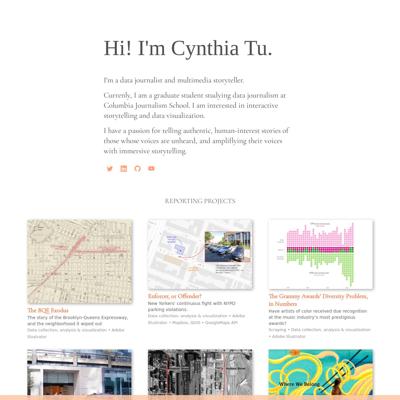 Hi! I'm Cynthia Tu.
I'm a data journalist and multimedia storyteller.
Currently, I am a graduate student studying data journalism at
Columbia Journalism School. I am interested in interactive
storytelling and data visualization.
I have a passion for telling authentic, human-interest stories of
those whose voices are unheard, and amplifying their voices
with immersive storytelling.
REPORTING PROJECTS
The BQE Exodus
The story of the Brooklyn-Queens Expressway,
and the neighborhood it wiped out
Data collection, analysis & visualization • Adobe
Illustrator
Enforcer, or Offender?
New Yorkers' continuous fight with NYPD
parking violations.
Data collection, analysis & visualization • Adobe
Illustrator • Mapbox, QGIS • GoogleMaps API
The Grammy Awards' Diversity Problem,
in Numbers
Have artists of color received due recognition
at the music industry's most prestigious
awards?
Scraping • Data collection, analysis & visualization
• Adobe Illustrator
Where We Belong